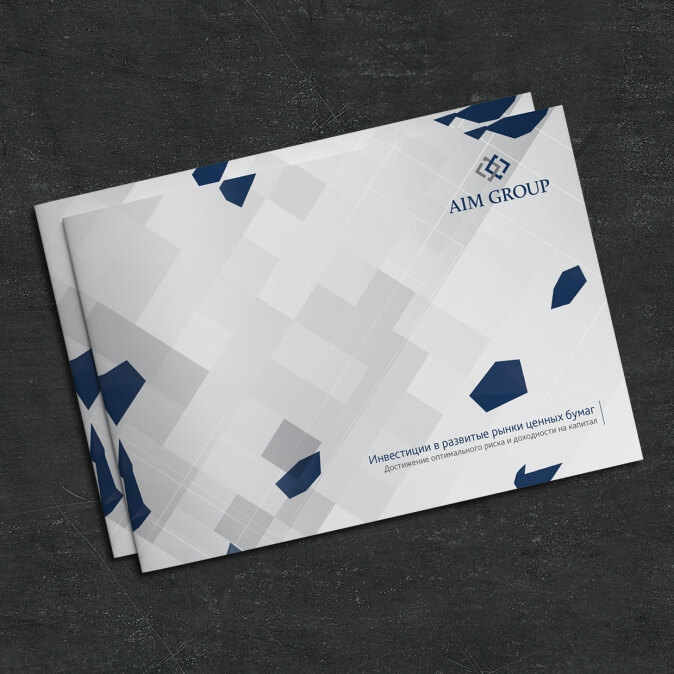 AIM GROUP
Инвестиции в развитые рынки ценных бумаг
Достижение оптимального риска и доходности на капитал